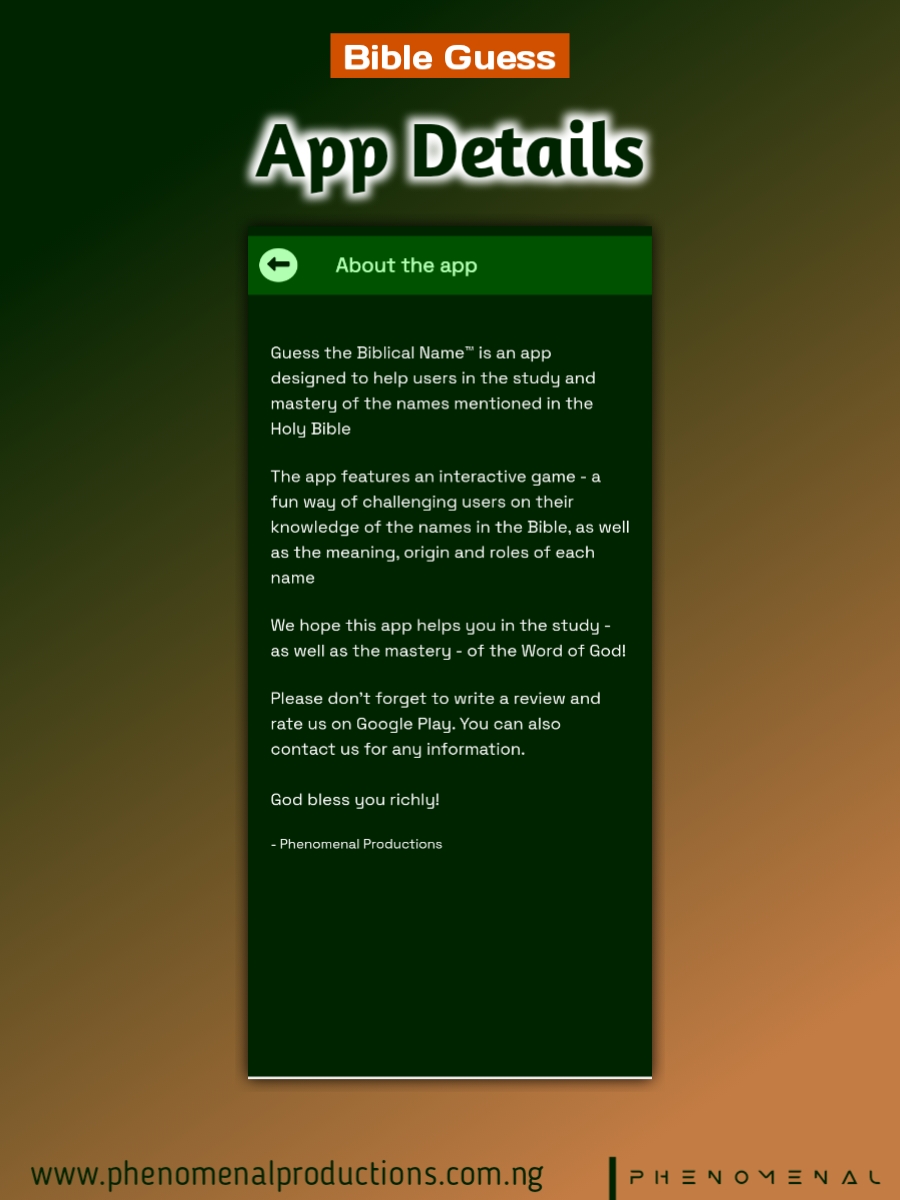 Bible Guess
App Details
About the app
Guess the Biblical Name™ is an app
designed to help users in the study and
mastery of the names mentioned in the
Holy Bible
The app features an interactive game - a
fun way of challenging users on their
knowledge of the names in the Bible, as well
as the meaning, origin and roles of each
name
We hope this app helps you in the study -
as well as the mastery - of the Word of God!
Please don't forget to write a review and
rate us on Google Play. You can also
contact us for any information.
God bless you richly!
- Phenomenal Productions
www.phenomenalproductions.com.ng
PHENOMENAL